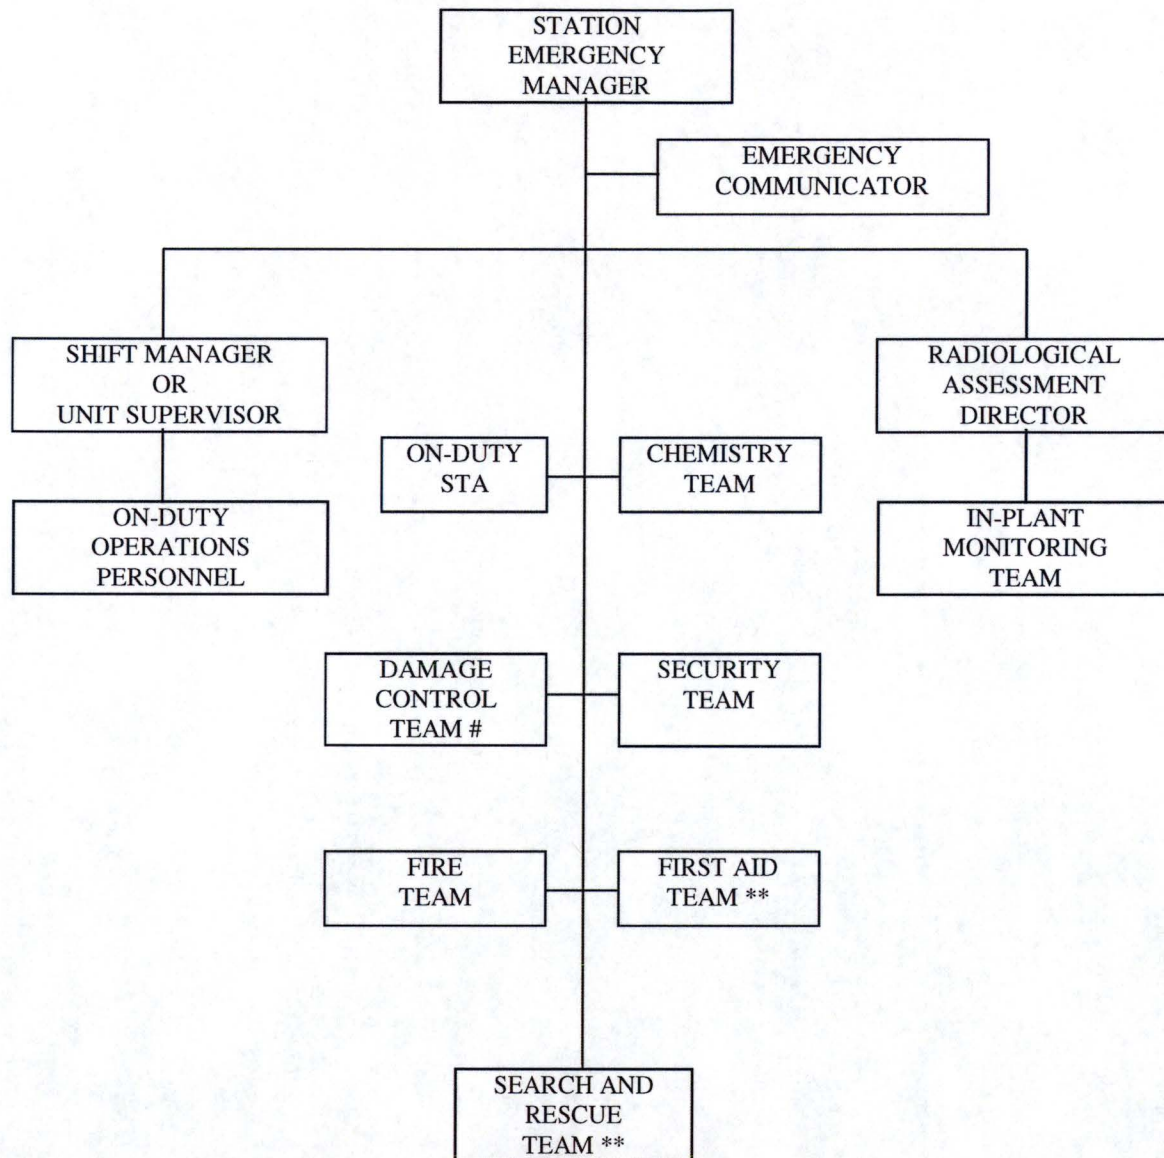 STATION
EMERGENCY
MANAGER
EMERGENCY
COMMUNICATOR
SHIFT MANAGER
OR
UNIT SUPERVISOR
RADIOLOGICAL
ASSESSMENT
DIRECTOR
ON-DUTY
STA
CHEMISTRY
TEAM
ON-DUTY
OPERATIONS
PERSONNEL
IN-PLANT
MONITORING
TEAM
DAMAGE
CONTROL
TEAM #
SECURITY
TEAM
FIRE
TEAM
FIRST AID
TEAM **
SEARCH AND
RESCUE
TEAM **